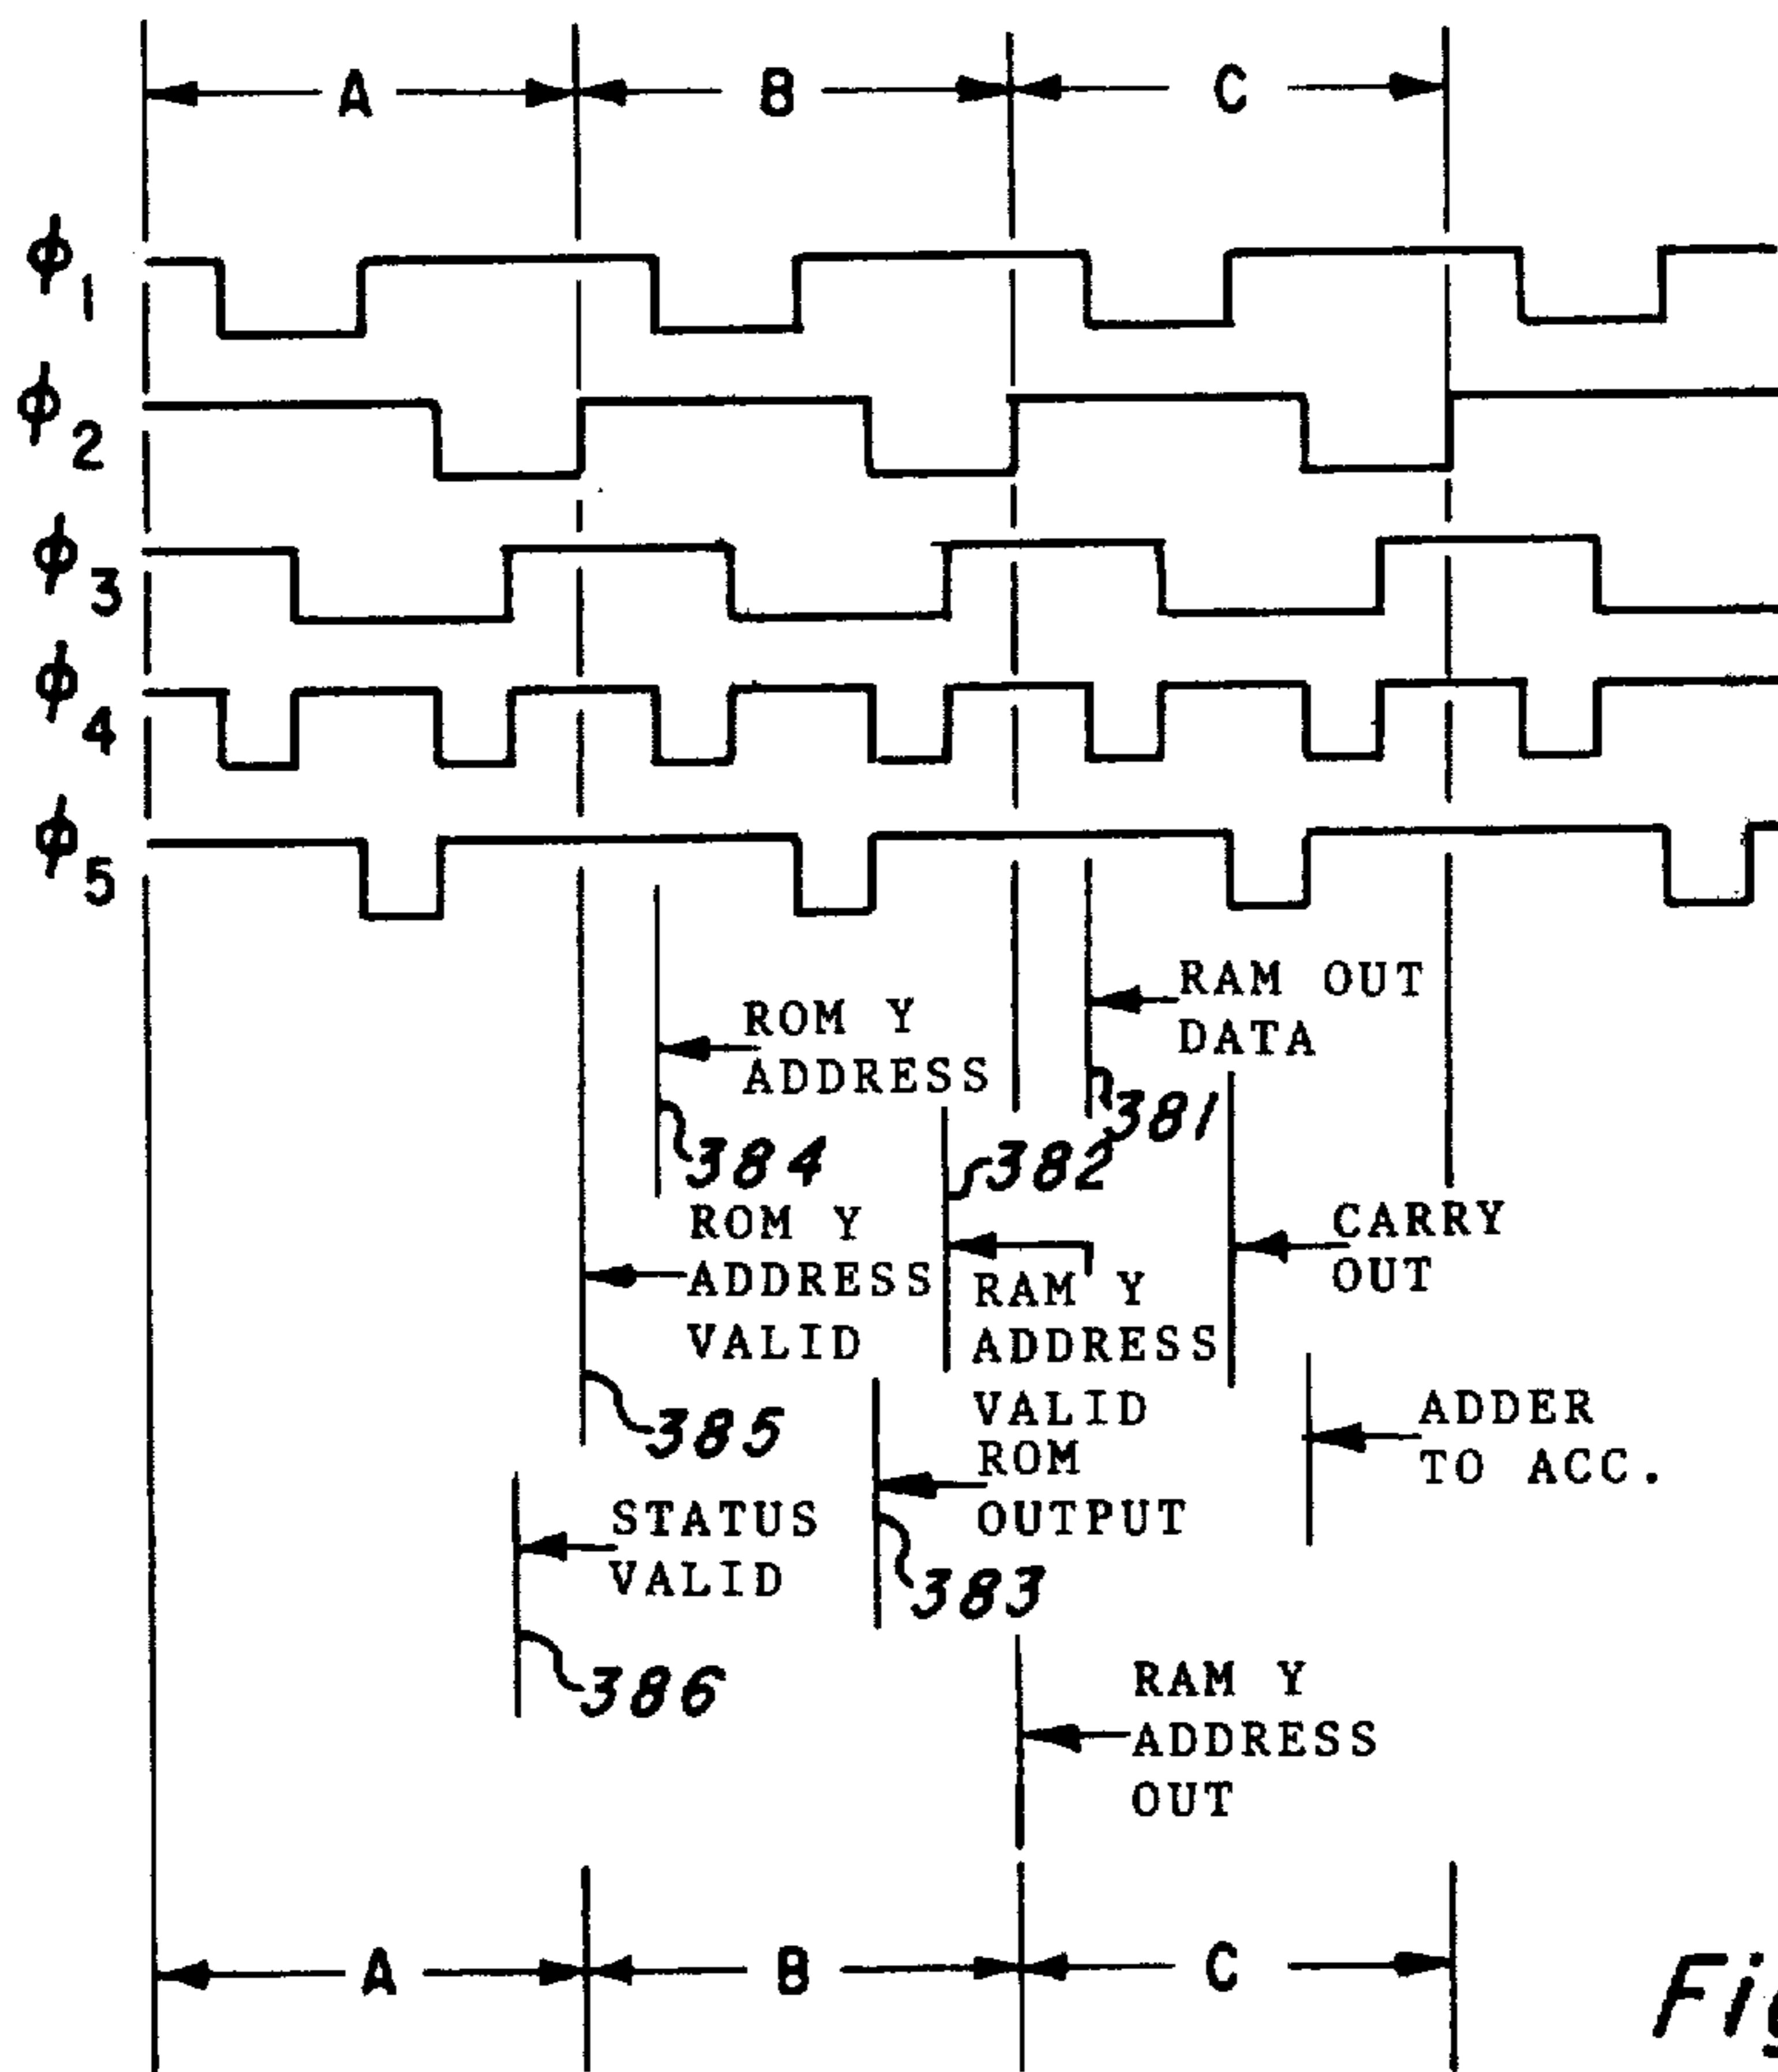 A B C
ϕ1
ϕ2
ϕ3
ϕ4
ϕ5
RAM OUT
DATA
381
ROM Y
ADDRESS
384
382
ROM Y
ADDRESS
VALID
385
CARRY
OUT
RAM Y
ADDRESS
VALID
ADDER
TO ACC.
ROM
OUTPUT
383
STATUS
VALID
386
RAM Y
ADDRESS
OUT
A B C